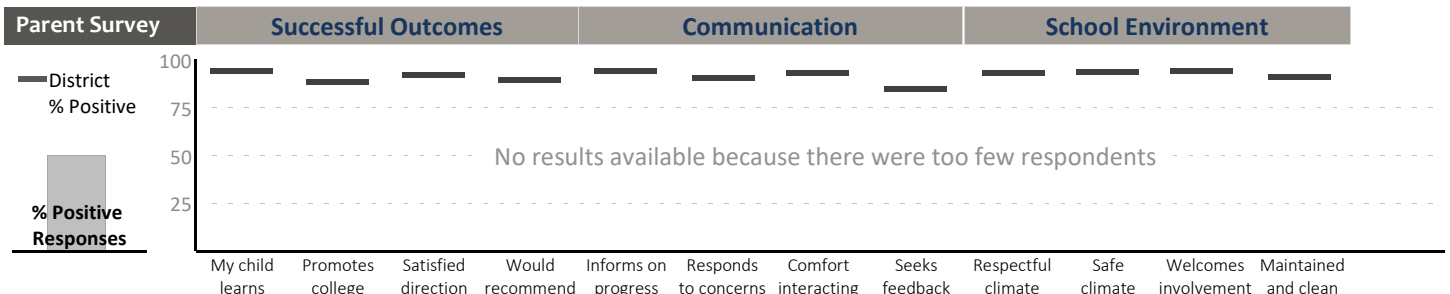 Parent Survey
Successful Outcomes
Communication
School Environment
District
% Positive
100
75
50
25
No results available because there were too few respondents
% Positive
Responses
My child
learns
Promotes
college
Satisfied
direction
Would
recommend
Informs on
progress
Responds
to concerns
Comfort
interacting
Seeks
feedback
Respectful
climate
Safe
climate
Welcomes
involvement
Maintained
and clean